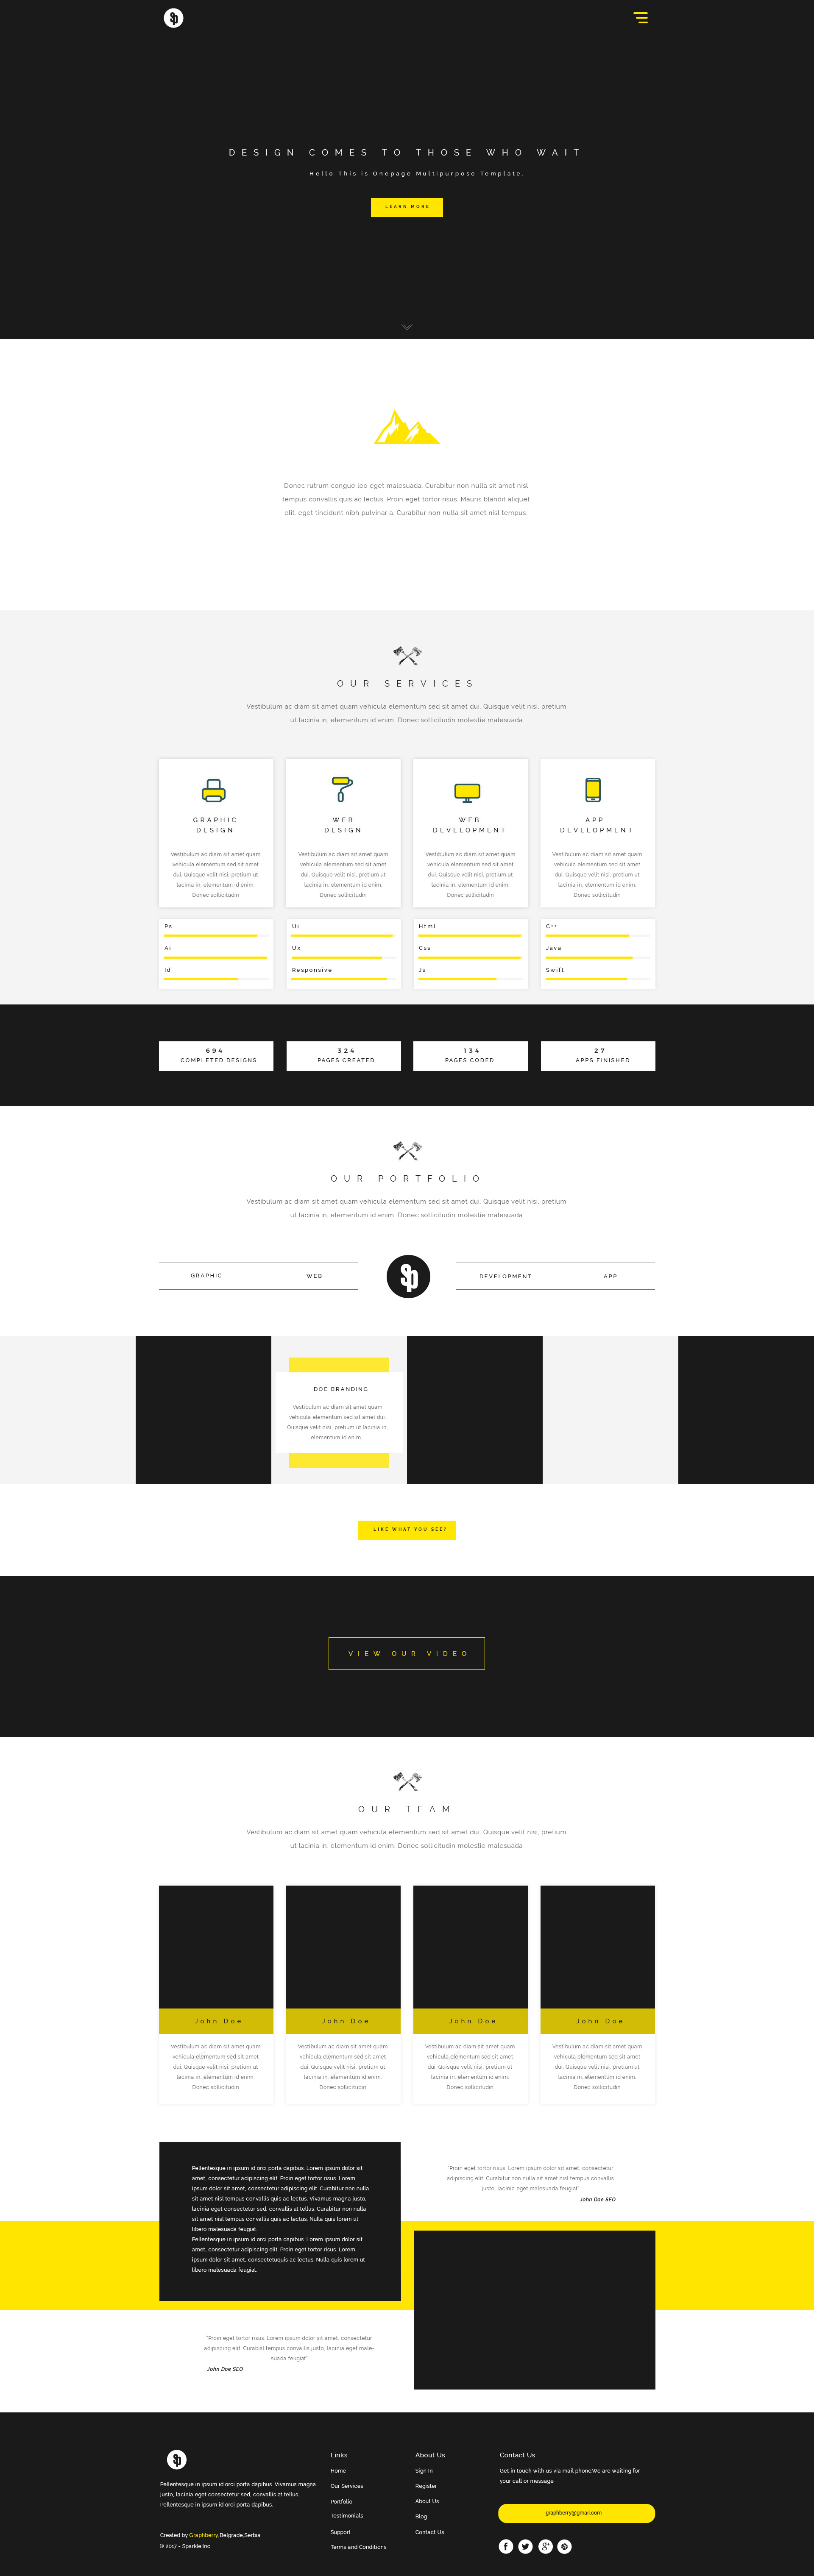 Sp
DESIGN COMES TO THOSE WHO WAIT
Hello This is Onepage Multipurpose Template.
LEARN MORE
Donec rutrum congue leo eget malesuada. Curabitur non nulla sit amet nisl
tempus convallis quis ac lectus. Proin eget tortor risus. Mauris blandit aliquet
elit, eget tincidunt nibh pulvinar a. Curabitur non nulla sit amet nisl tempus.
OUR SERVICES
Vestibulum ac diam sit amet quam vehicula elementum sed sit amet dui. Quisque velit nisi, pretium
ut lacinia in, elementum id enim. Donec sollicitudin molestie malesuada
GRAPHIC
DESIGN
Vestibulum ac diam sit amet quam
vehicula elementum sed sit amet
dui. Quisque velit nisi, pretium ut
lacinia in, elementum id enim.
Donec sollicitudin
WEB
DESIGN
Vestibulum ac diam sit amet quam
vehicula elementum sed sit amet
dui. Quisque velit nisi, pretium ut
lacinia in, elementum id enim.
Donec sollicitudin
WEB
DEVELOPMENT
Vestibulum ac diam sit amet quam
vehicula elementum sed sit amet
dui. Quisque velit nisi, pretium ut
lacinia in, elementum id enim.
Donec sollicitudin
APP
DEVELOPMENT
Vestibulum ac diam sit amet quam
vehicula elementum sed sit amet
dui. Quisque velit nisi, pretium ut
lacinia in, elementum id enim
Donec sollicitudin
Ps
Ai
Id
Ui
Ux
Responsive
Html
Css
Js
C++
Java
Swift
694
COMPLETED DESIGNS
324
PAGES CREATED
134
PAGES CODED
27
APPS FINISHED
OUR PORTFOLIO
Vestibulum ac diam sit amet quam vehicula elementum sed sit amet dui. Quisque velit nisi, pretium
ut lacinia in, elementum id enim. Donec sollicitudin molestie malesuada
GRAPHIC
WEB
Sp
DEVELOPMENT
APP
DOE BRANDING
Vestibulum ac diam sit amet quam
vehicula elementum sed sit amet dui.
Quisque velit nisi, pretium ut lacinia in,
elementum id enim...
LIKE WHAT YOU SEE?
VIEW OUR VIDEO
OUR TEAM
Vestibulum ac diam sit amet quam vehicula elementum sed sit amet dui. Quisque velit nisi, pretium
ut lacinia in, elementum id enim. Donec sollicitudin molestie malesuada
John Doe
Vestibulum ac diam sit amet quam
vehicula elementum sed sit amet
dui. Quisque velit nisi, pretium ut
lacinia in, elementum id enim.
Donec sollicitudin
John Doe
Vestibulum ac diam sit amet quam
vehicula elementum sed sit amet
dui. Quisque velit nisi, pretium ut
lacinia in, elementum id enim.
Donec sollicitudin
John Doe
Vestibulum ac diam sit amet quam
vehicula elementum sed sit amet
dui. Quisque velit nisi, pretium ut
lacinia in, elementum id enim.
Donec sollicitudin
John Doe
Vestibulum ac diam sit amet quam
vehicula elementum sed sit amet
dui. Quisque velit nisi, pretium ut
lacinia in, elementum id enim.
Donec sollicitudin
Pellentesque in ipsum id orci porta dapibus. Lorem ipsum dolor sit
amet, consectetur adipiscing elit. Proin eget tortor risus. Lorem
ipsum dolor sit amet, consectetur adipiscing elit. Curabitur non nulla
sit amet nisl tempus convallis quis ac lectus. Vivamus magna justo,
lacinia eget consectetur sed, convallis at tellus. Curabitur non nulla
sit amet nisl tempus convallis quis ac lectus. Nulla quis lorem ut
libero malesuada feugiat.
Pellentesque in ipsum id orci porta dapibus. Lorem ipsum dolor sit
amet, consectetur adipiscing elit. Proin eget tortor risus. Lorem
ipsum dolor sit amet, consectetuquis ac lectus. Nulla quis lorem ut
libero malesuada feugiat.
"Proin eget tortor risus. Lorem ipsum dolor sit amet, consectetur
adipiscing elit. Curabitur non nulla sit amet nisl tempus convallis
justo, lacinia eget malesuada feugiat"
John Doe SEO
"Proin eget tortor risus. Lorem ipsum dolor sit amet, consectetur
adipiscing elit. Curabisl tempus convallis justo, lacinia eget male-
suada feugiat"
John Doe SEO
Sp
Pellentesque in ipsum id orci porta dapibus. Vivamus magna
justo, lacinia eget consectetur sed, convallis at tellus.
Pellentesque in ipsum id orci porta dapibus.
Created by Graphberry,Belgrade,Serbia
© 2017 - Sparkle.Inc
Links
Home
Our Services
Portfolio
Testimonials
Support
Terms and Conditions
About Us
Sign In
Register
About Us
Blog
Contact Us
Contact Us
Get in touch with us via mail phone.We are waiting for
your call or message
graphberry@gmail.com